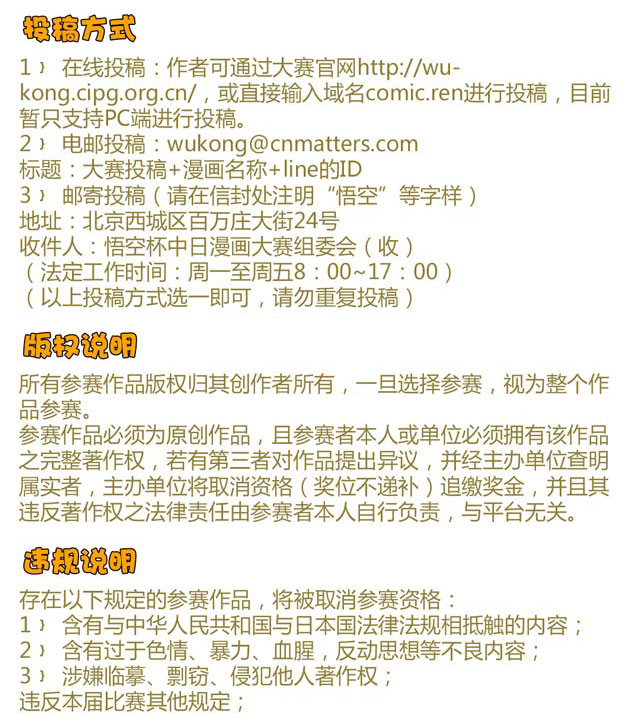 投稿方式
1） 在线投稿：作者可通过大赛官网http://wu-
kong.cipg.org.cn/，或直接输入域名comic.ren进行投稿，目前
暂只支持PC端进行投稿。
2） 电邮投稿：wukong@cnmatters.com
标题：大赛投稿+漫画名称+line的ID
3） 邮寄投稿（请在信封处注明“悟空”等字样）
地址：北京西城区百万庄大街24号
收件人：悟空杯中日漫画大赛组委会（收）
（法定工作时间：周一至周五8：00~17：00）
（以上投稿方式选一即可，请勿重复投稿）
版权说明
所有参赛作品版权归其创作者所有，一旦选择参赛，视为整个作
品参赛。
参赛作品必须为原创作品，且参赛者本人或单位必须拥有该作品
之完整著作权，若有第三者对作品提出异议，并经主办单位查明
属实者，主办单位将取消资格（奖位不递补）追缴奖金，并且其
违反著作权之法律责任由参赛者本人自行负责，与平台无关。
违规说明
存在以下规定的参赛作品，将被取消参赛资格：
1） 含有与中华人民共和国与日本国法律法规相抵触的内容；
2） 含有过于色情、暴力、血腥，反动思想等不良内容；
3） 涉嫌临摹、剽窃、侵犯他人著作权；
违反本届比赛其他规定；